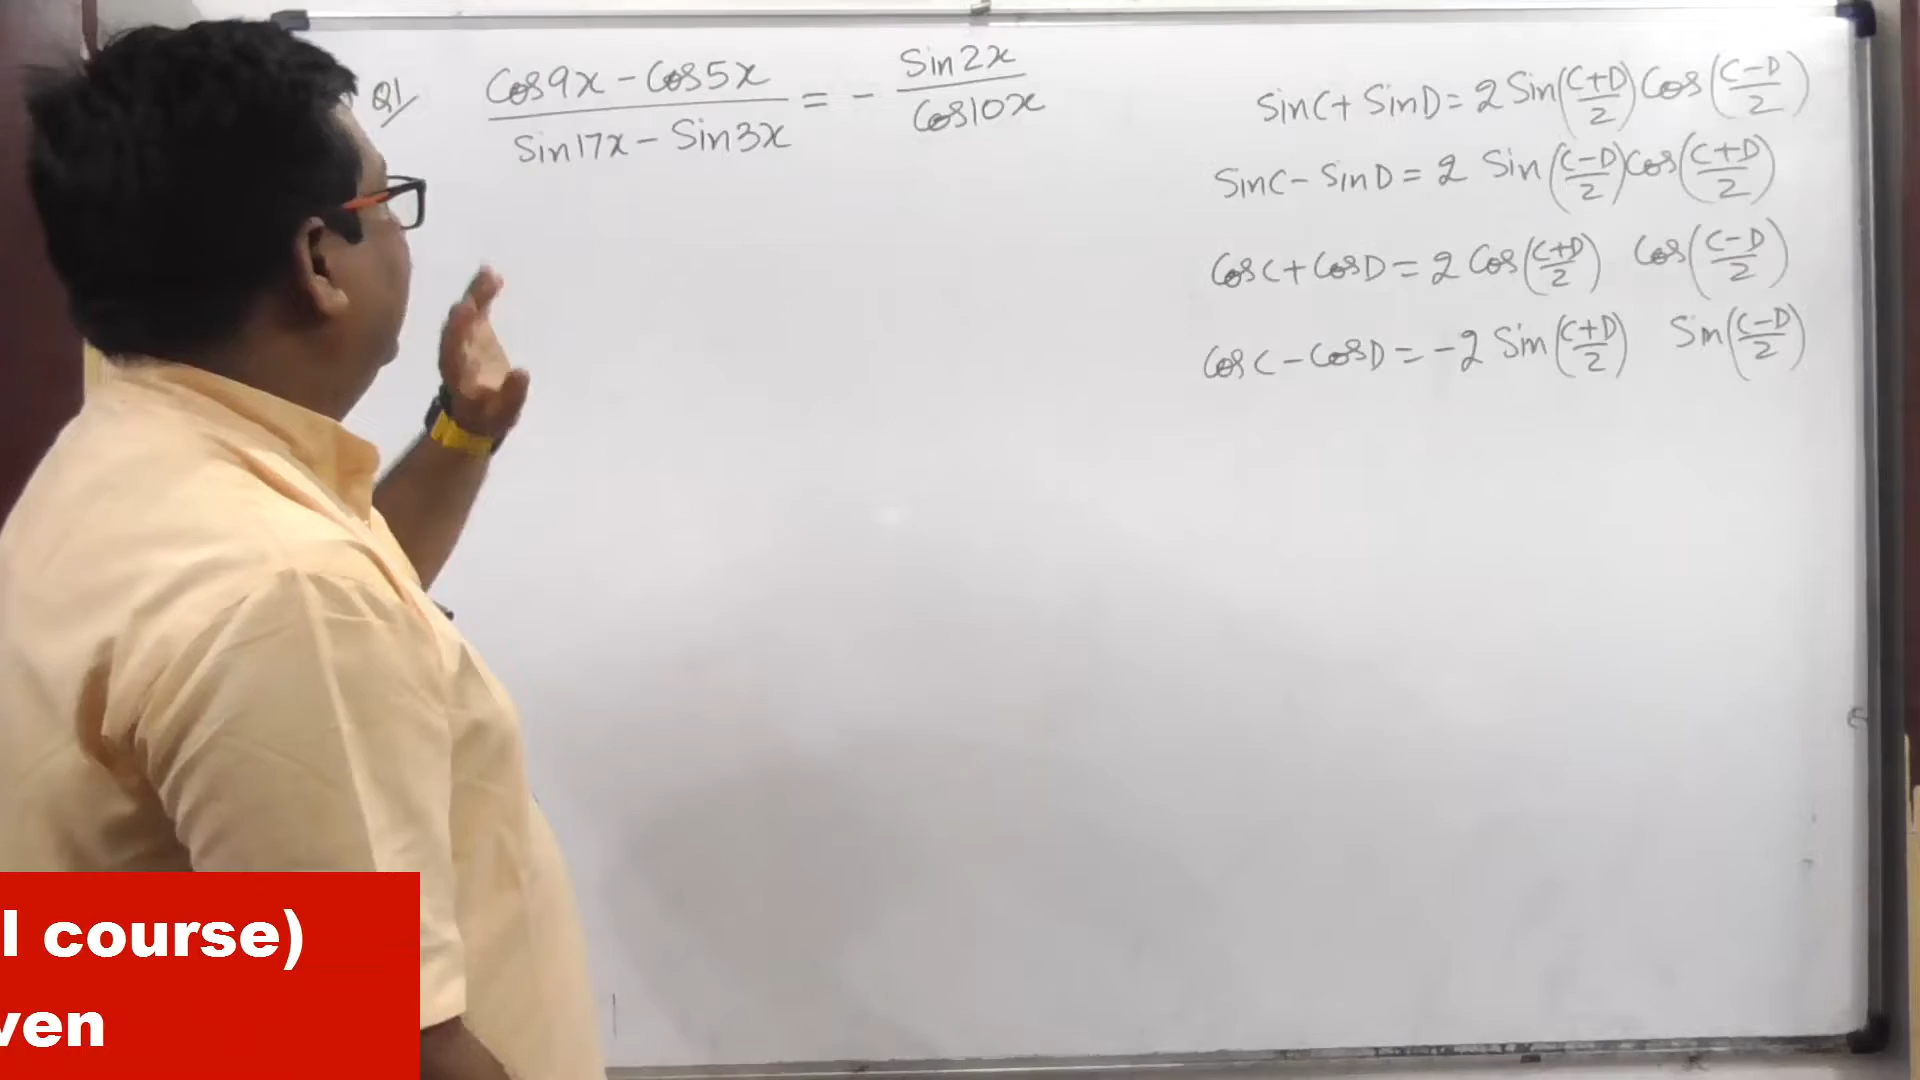 Q1 (Cos9x - Cos5x)/(Sin17x - Sin3x) = - Sin2x/Cos10x
SinC + SinD = 2 Sin((C+D)/2) Cos((C-D)/2)
SinC - SinD = 2 Sin((C-D)/2) Cos((C+D)/2)
CosC + CosD = 2 Cos((C+D)/2) Cos((C-D)/2)
CosC - CosD = -2 Sin((C+D)/2) Sin((C-D)/2)
l course)
ven